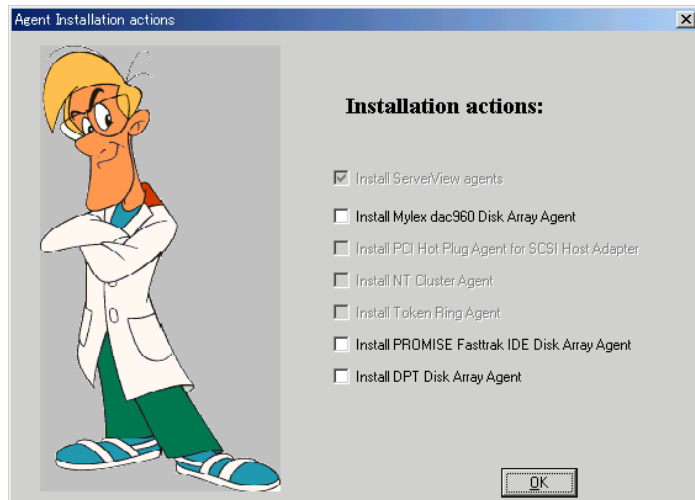 Agent Installation actions
Installation actions:
Install ServerView agents
Install Mylex dac960 Disk Array Agent
Install PCI Hot Plug Agent for SCSI Host Adapter
Install NT Cluster Agent
Install Token Ring Agent
Install PROMISE Fasttrak IDE Disk Array Agent
Install DPT Disk Array Agent
OK